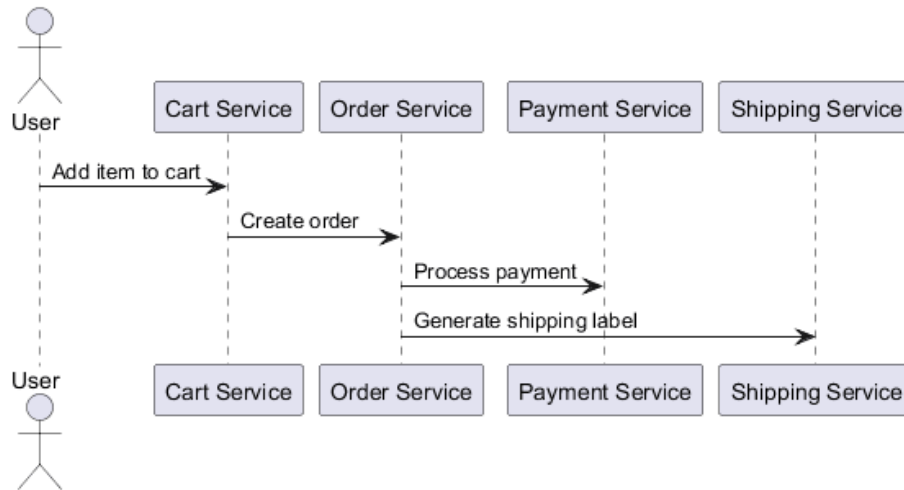 User
Cart Service
Order Service
Payment Service
Shipping Service
Add item to cart
Create order
Process payment
Generate shipping label
User
Cart Service
Order Service
Payment Service
Shipping Service